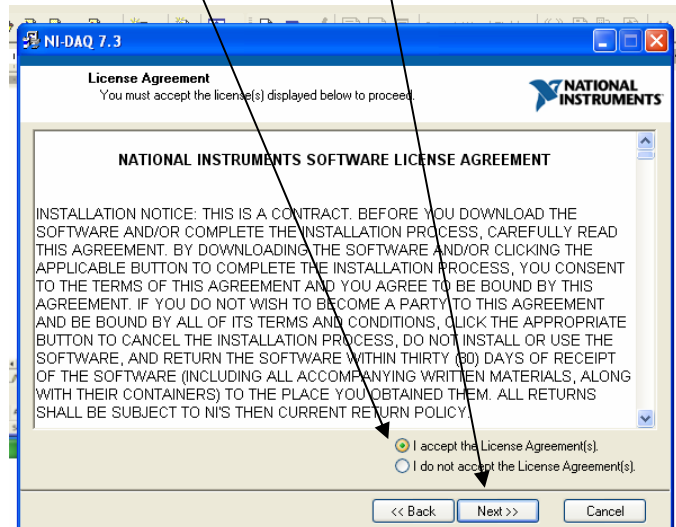 NI-DAQ 7.3
License Agreement
You must accept the license(s) displayed below to proceed.
NATIONAL
INSTRUMENTS
NATIONAL INSTRUMENTS SOFTWARE LICENSE AGREEMENT
INSTALLATION NOTICE: THIS IS A CONTRACT. BEFORE YOU DOWNLOAD THE
SOFTWARE AND/OR COMPLETE THE INSTALLATION PROCESS, CAREFULLY READ
THIS AGREEMENT. BY DOWNLOADING THE SOFTWARE AND/OR CLICKING THE
APPLICABLE BUTTON TO COMPLETE THE INSTALLATION PROCESS, YOU CONSENT
TO THE TERMS OF THIS AGREEMENT AND YOU AGREE TO BE BOUND BY THIS
AGREEMENT. IF YOU DO NOT WISH TO BECOME A PARTY TO THIS AGREEMENT
AND BE BOUND BY ALL OF ITS TERMS AND CONDITIONS, CLICK THE APPROPRIATE
BUTTON TO CANCEL THE INSTALLATION PROCESS, DO NOT INSTALL OR USE THE
SOFTWARE, AND RETURN THE SOFTWARE WITHIN THIRTY (30) DAYS OF RECEIPT
OF THE SOFTWARE (INCLUDING ALL ACCOMPANYING WRITTEN MATERIALS, ALONG
WITH THEIR CONTAINERS) TO THE PLACE YOU OBTAINED THEM. ALL RETURNS
SHALL BE SUBJECT TO NI'S THEN CURRENT RETURN POLICY.
I accept the License Agreement(s).
I do not accept the License Agreement(s).
<< Back Next >> Cancel